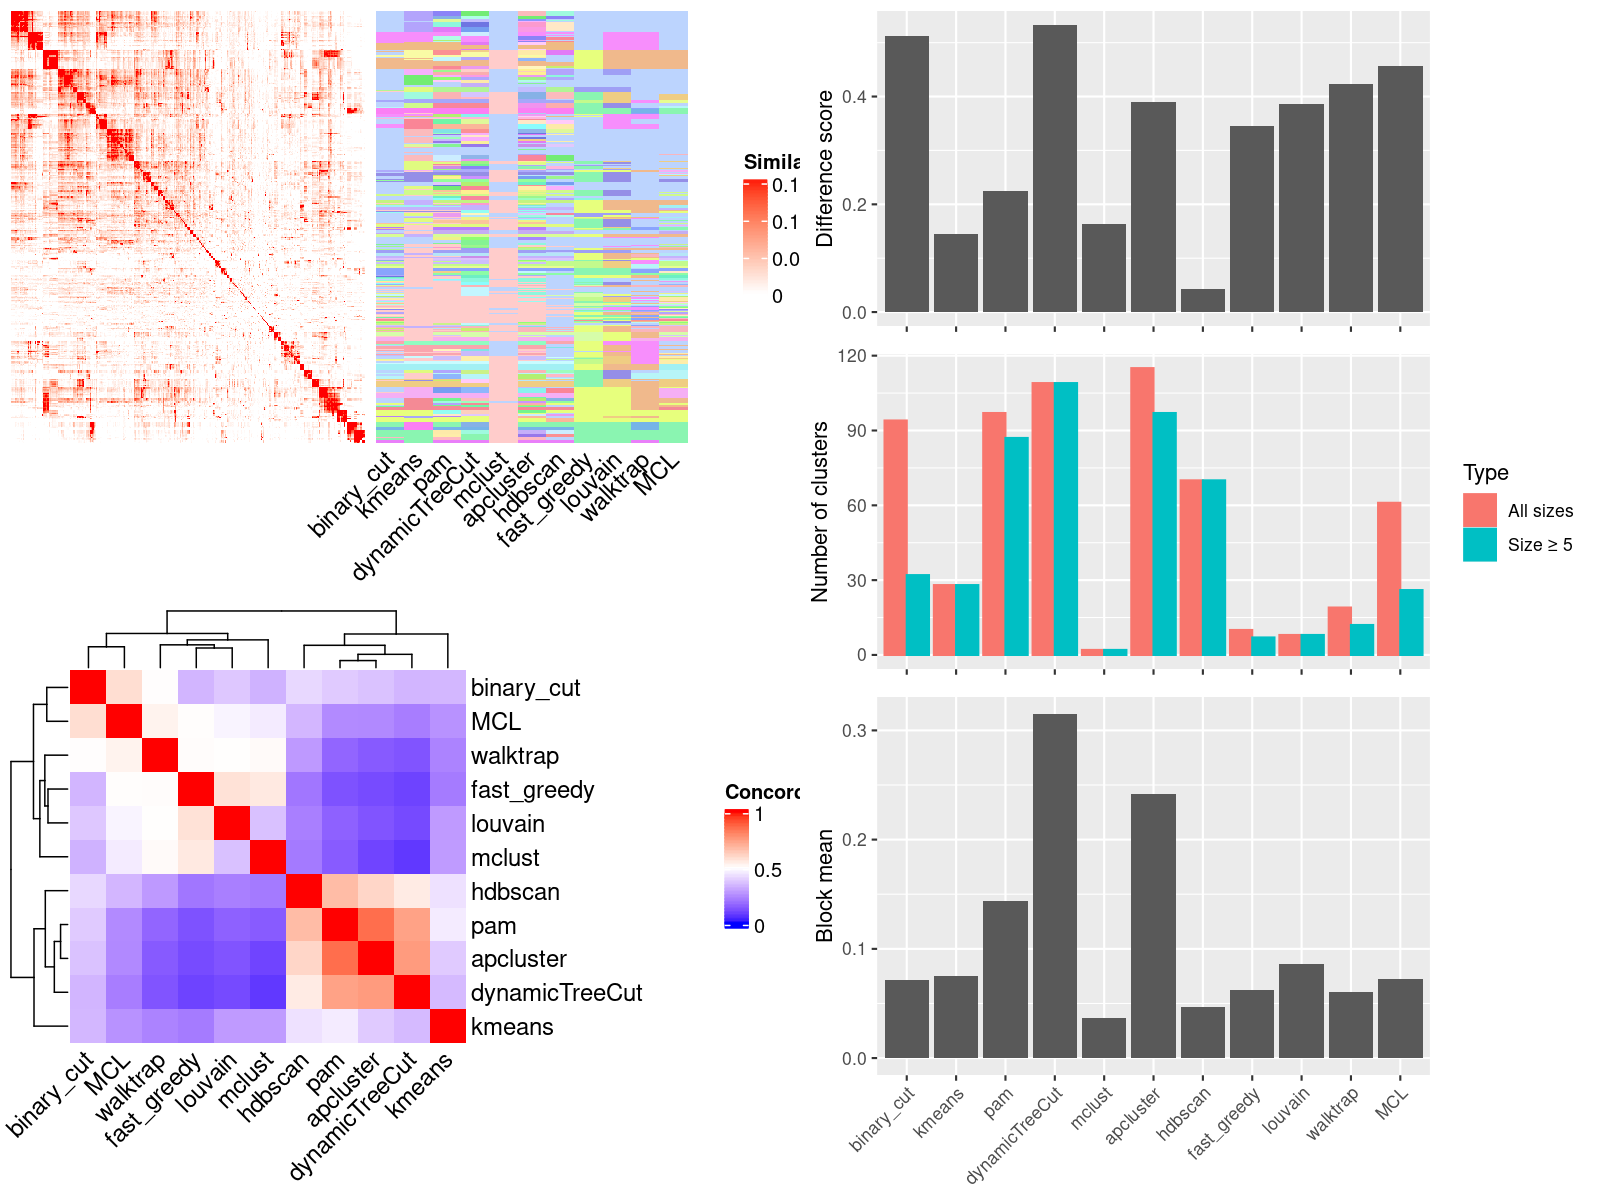 Simila
0.1
0.1
0.0
0
binary_cut
kmeans
pam
dynamicTreeCut
mclust
apcluster
hdbscan
fast_greedy
louvain
walktrap
MCL
binary_cut
MCL
walktrap
fast_greedy
louvain
mclust
hdbscan
pam
apcluster
dynamicTreeCut
kmeans
Concord
1
0.5
0
binary_cut
MCL
walktrap
fast_greedy
louvain
mclust
hdbscan
pam
apcluster
dynamicTreeCut
kmeans
Difference score
0.4
0.2
0.0
Number of clusters
120
90
60
30
0
Type
All sizes
Size ≥ 5
Block mean
0.3
0.2
0.1
0.0
binary_cut
kmeans
pam
dynamicTreeCut
mclust
apcluster
hdbscan
fast_greedy
louvain
walktrap
MCL